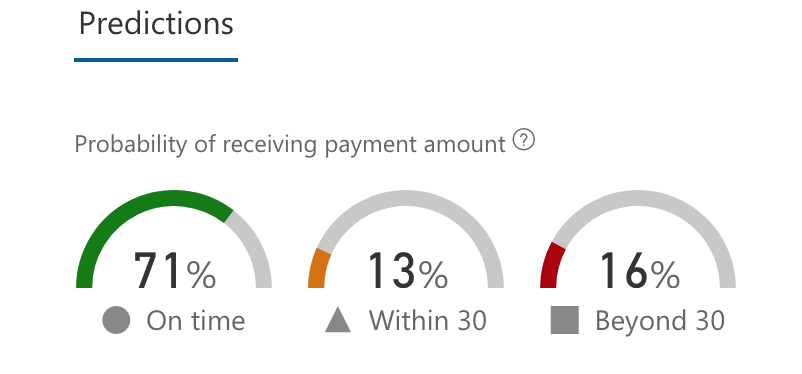 Predictions
Probability of receiving payment amount ?
71% 13% 16%
On time Within 30 Beyond 30